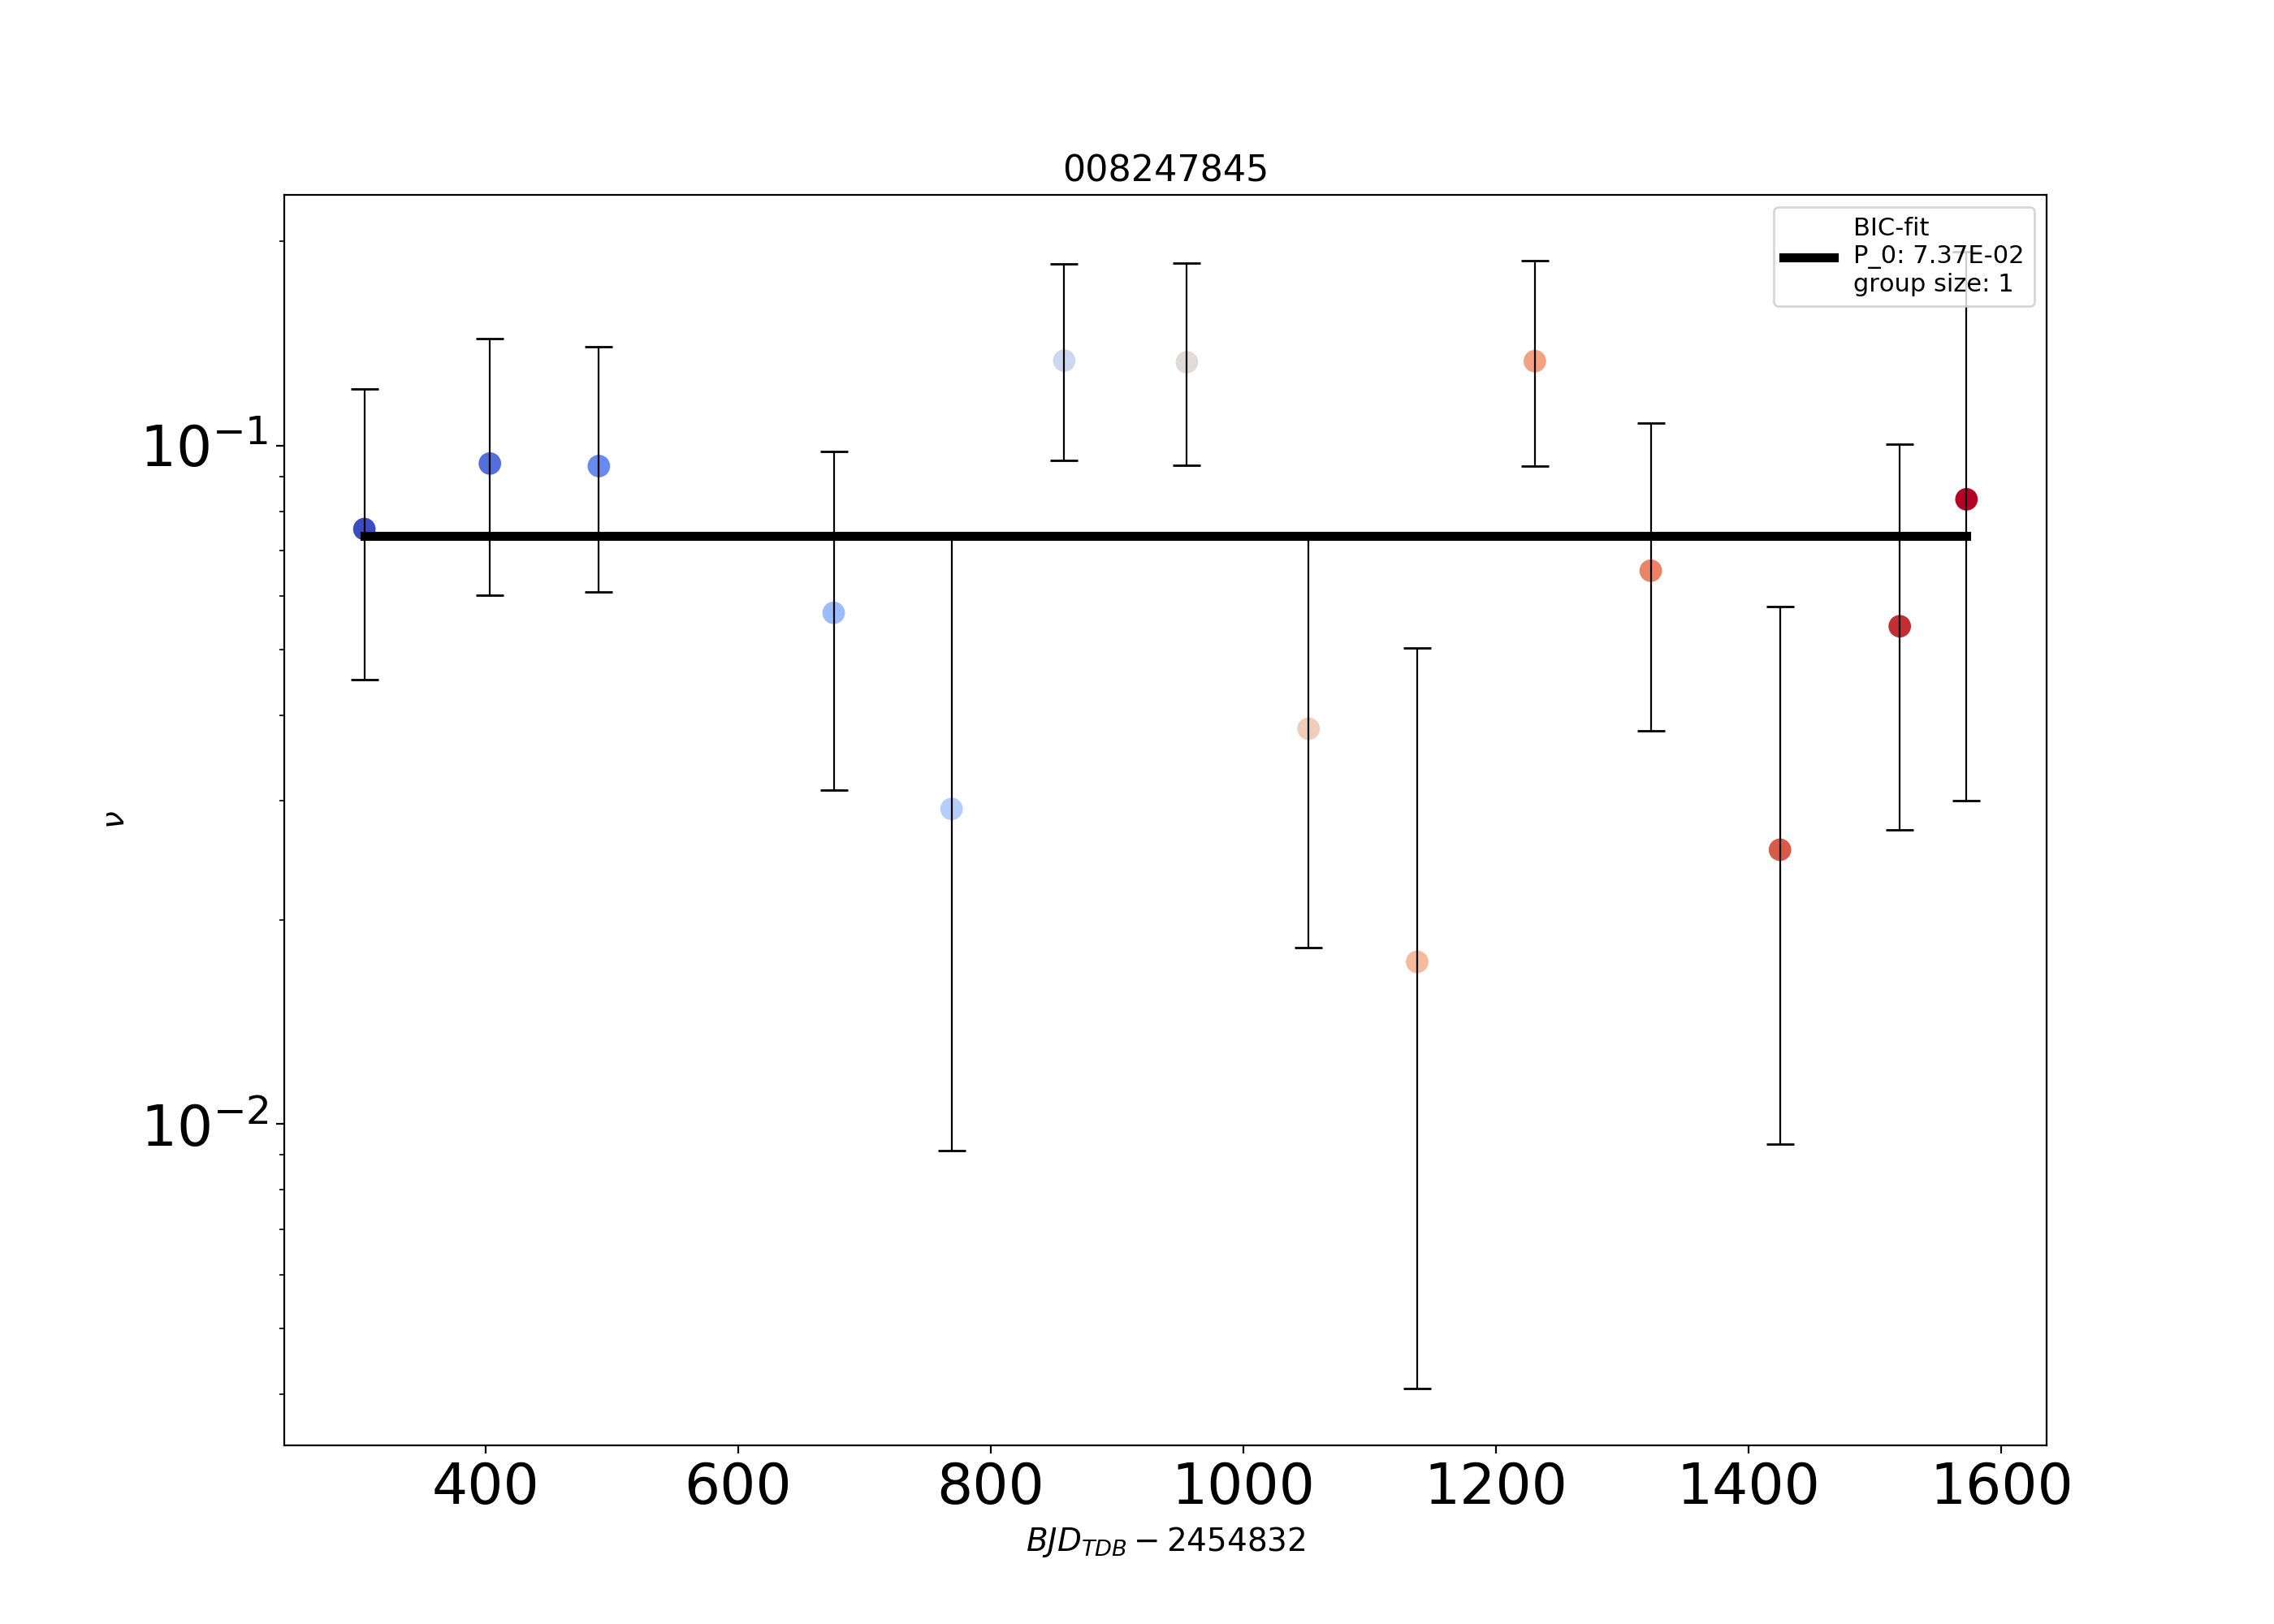 008247845
BIC-fit
P_0: 7.37E-02
group size: 1
10⁻¹
10⁻²
ν
400 600 800 1000 1200 1400 1600
BJD_TDB − 2454832